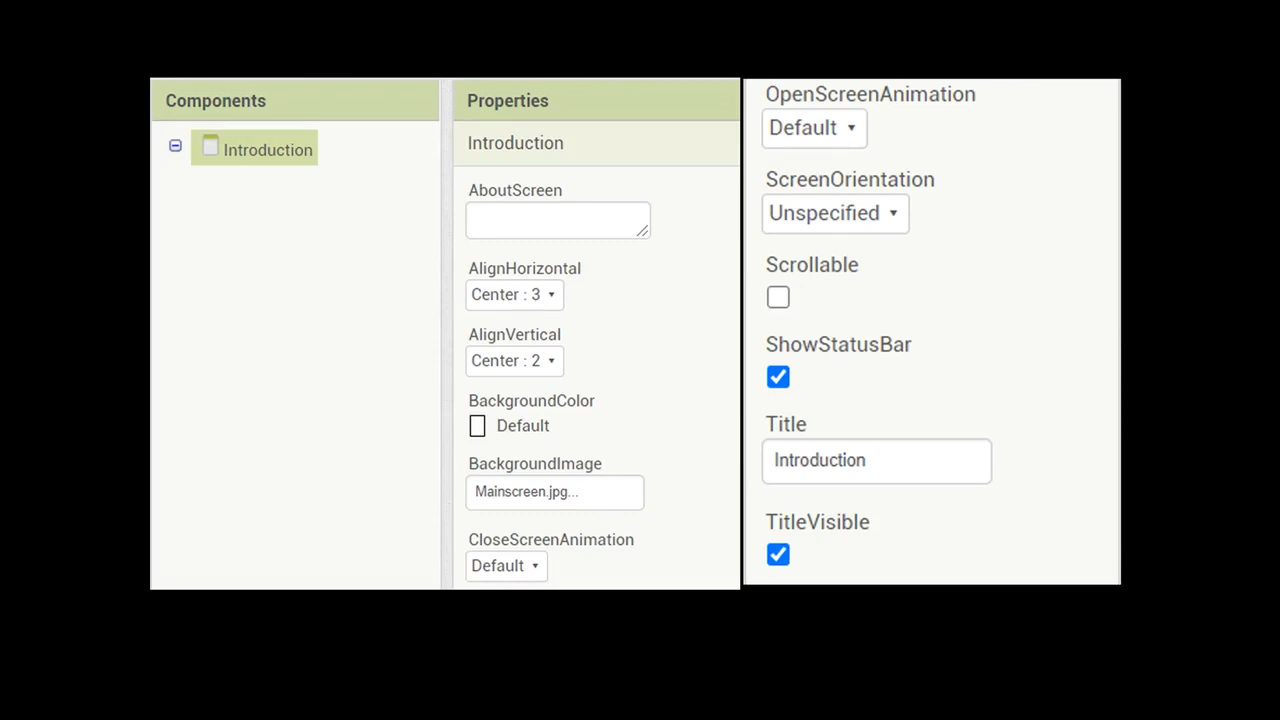 Components
Introduction
Properties
Introduction
AboutScreen
AlignHorizontal
Center : 3
AlignVertical
Center : 2
BackgroundColor
Default
BackgroundImage
Mainscreen.jpg...
CloseScreenAnimation
Default
OpenScreenAnimation
Default
ScreenOrientation
Unspecified
Scrollable
ShowStatusBar
Title
Introduction
TitleVisible